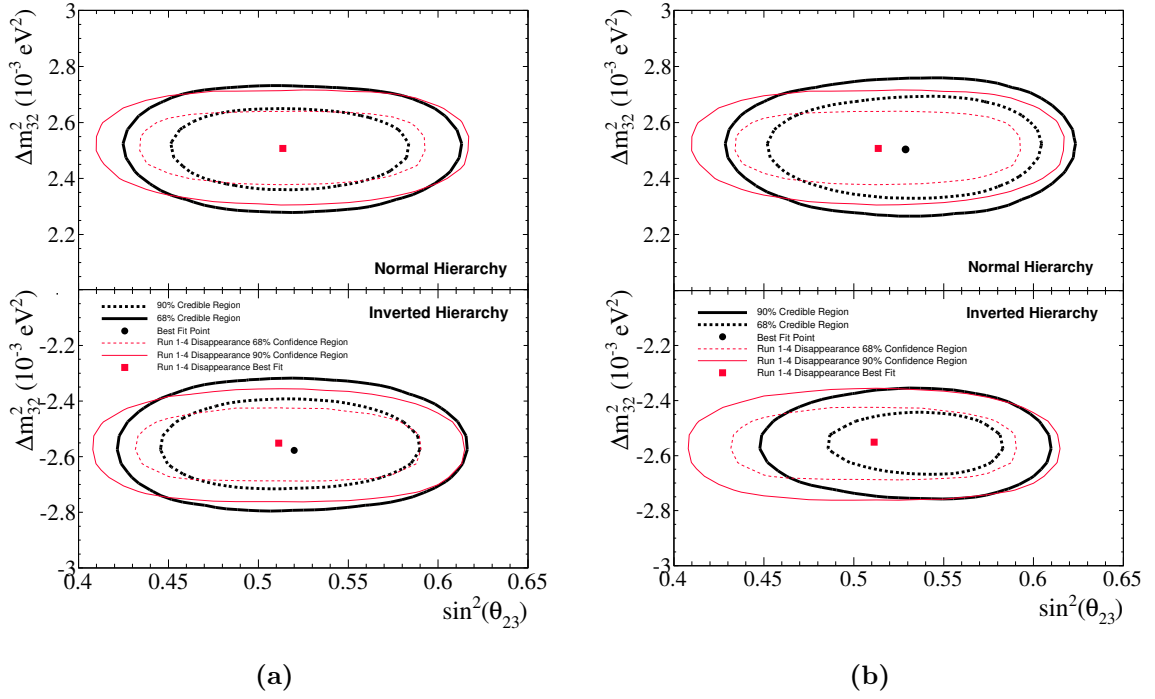 3
2.8
2.6
2.4
2.2
Δm²₃₂ (10⁻³ eV²)
Normal Hierarchy
90% Credible Region
68% Credible Region
Best Fit Point
Run 1-4 Disappearance 68% Confidence Region
Run 1-4 Disappearance 90% Confidence Region
Run 1-4 Disappearance Best Fit
Inverted Hierarchy
-2.2
-2.4
-2.6
-2.8
-3
Δm²₃₂ (10⁻³ eV²)
0.4 0.45 0.5 0.55 0.6 0.65
sin²(θ₂₃)
(a)
3
2.8
2.6
2.4
2.2
Δm²₃₂ (10⁻³ eV²)
Normal Hierarchy
Inverted Hierarchy
90% Credible Region
68% Credible Region
Best Fit Point
Run 1-4 Disappearance 68% Confidence Region
Run 1-4 Disappearance 90% Confidence Region
Run 1-4 Disappearance Best Fit
-2.2
-2.4
-2.6
-2.8
-3
Δm²₃₂ (10⁻³ eV²)
0.4 0.45 0.5 0.55 0.6 0.65
sin²(θ₂₃)
(b)